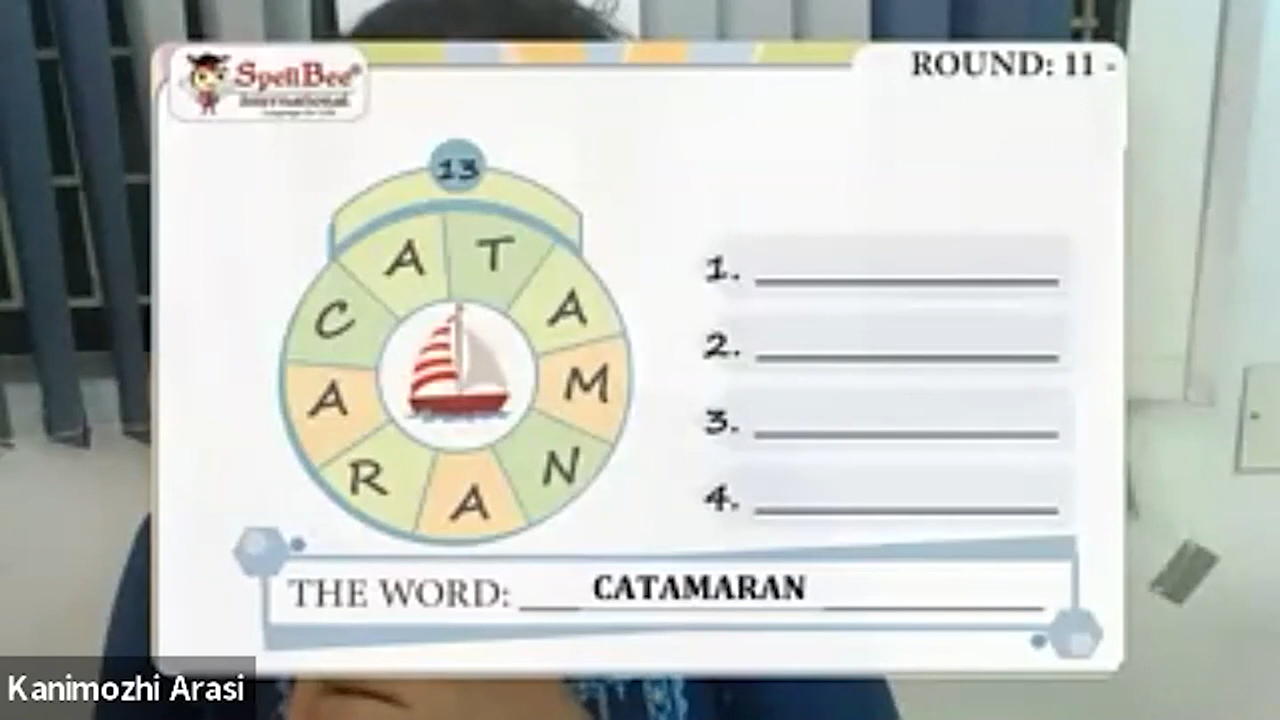 SpellBee
International
ROUND: 11 -
13
A T
C A
A M
R A N
1.
2.
3.
4.
THE WORD: CATAMARAN
Kanimozhi Arasi